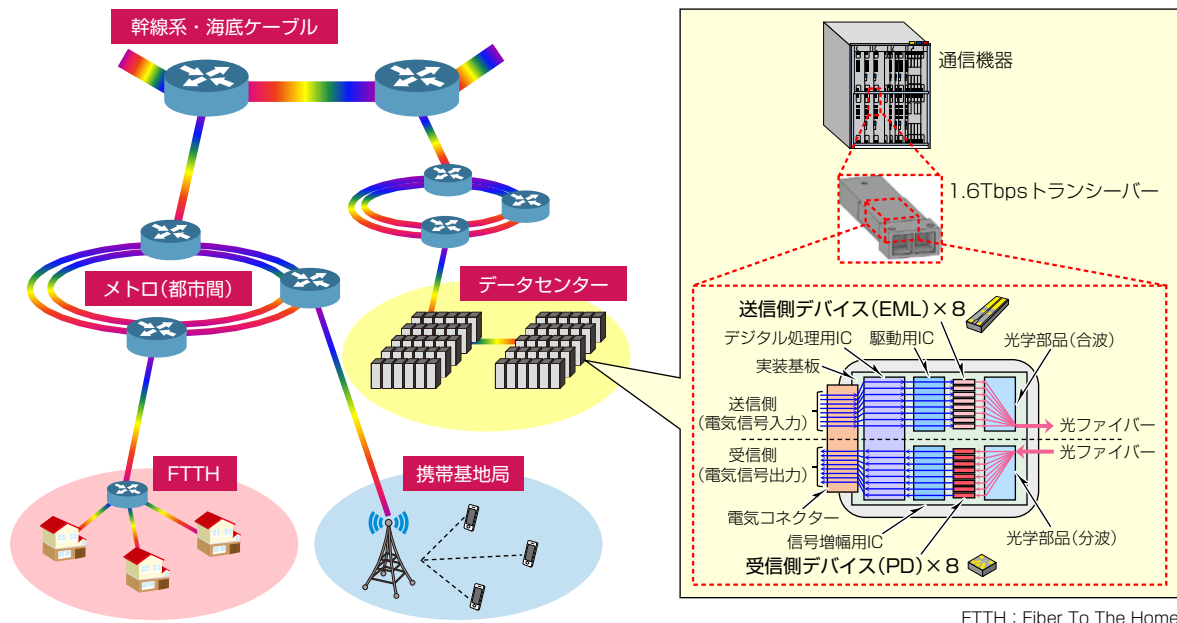 幹線系・海底ケーブル
メトロ(都市間)
データセンター
FTTH
携帯基地局
通信機器
1.6Tbpsトランシーバー
送信側デバイス(EML)×8
デジタル処理用IC
駆動用IC
光学部品(合波)
実装基板
送信側
(電気信号入力)
光ファイバー
受信側
(電気信号出力)
光ファイバー
電気コネクター
信号増幅用IC
光学部品(分波)
受信側デバイス(PD)×8
FTTH：Fiber To The Home